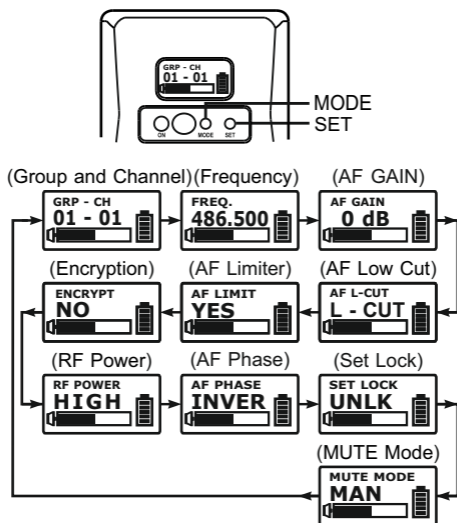 GRP - CH
01 - 01
ON
MODE
SET
MODE
SET
(Group and Channel) (Frequency) (AF GAIN)
GRP - CH
01 - 01
FREQ.
486.500
AF GAIN
0 dB
(Encryption) (AF Limiter) (AF Low Cut)
ENCRYPT
NO
AF LIMIT
YES
AF L-CUT
L - CUT
(RF Power) (AF Phase) (Set Lock)
RF POWER
HIGH
AF PHASE
INVER
SET LOCK
UNLK
(MUTE Mode)
MUTE MODE
MAN